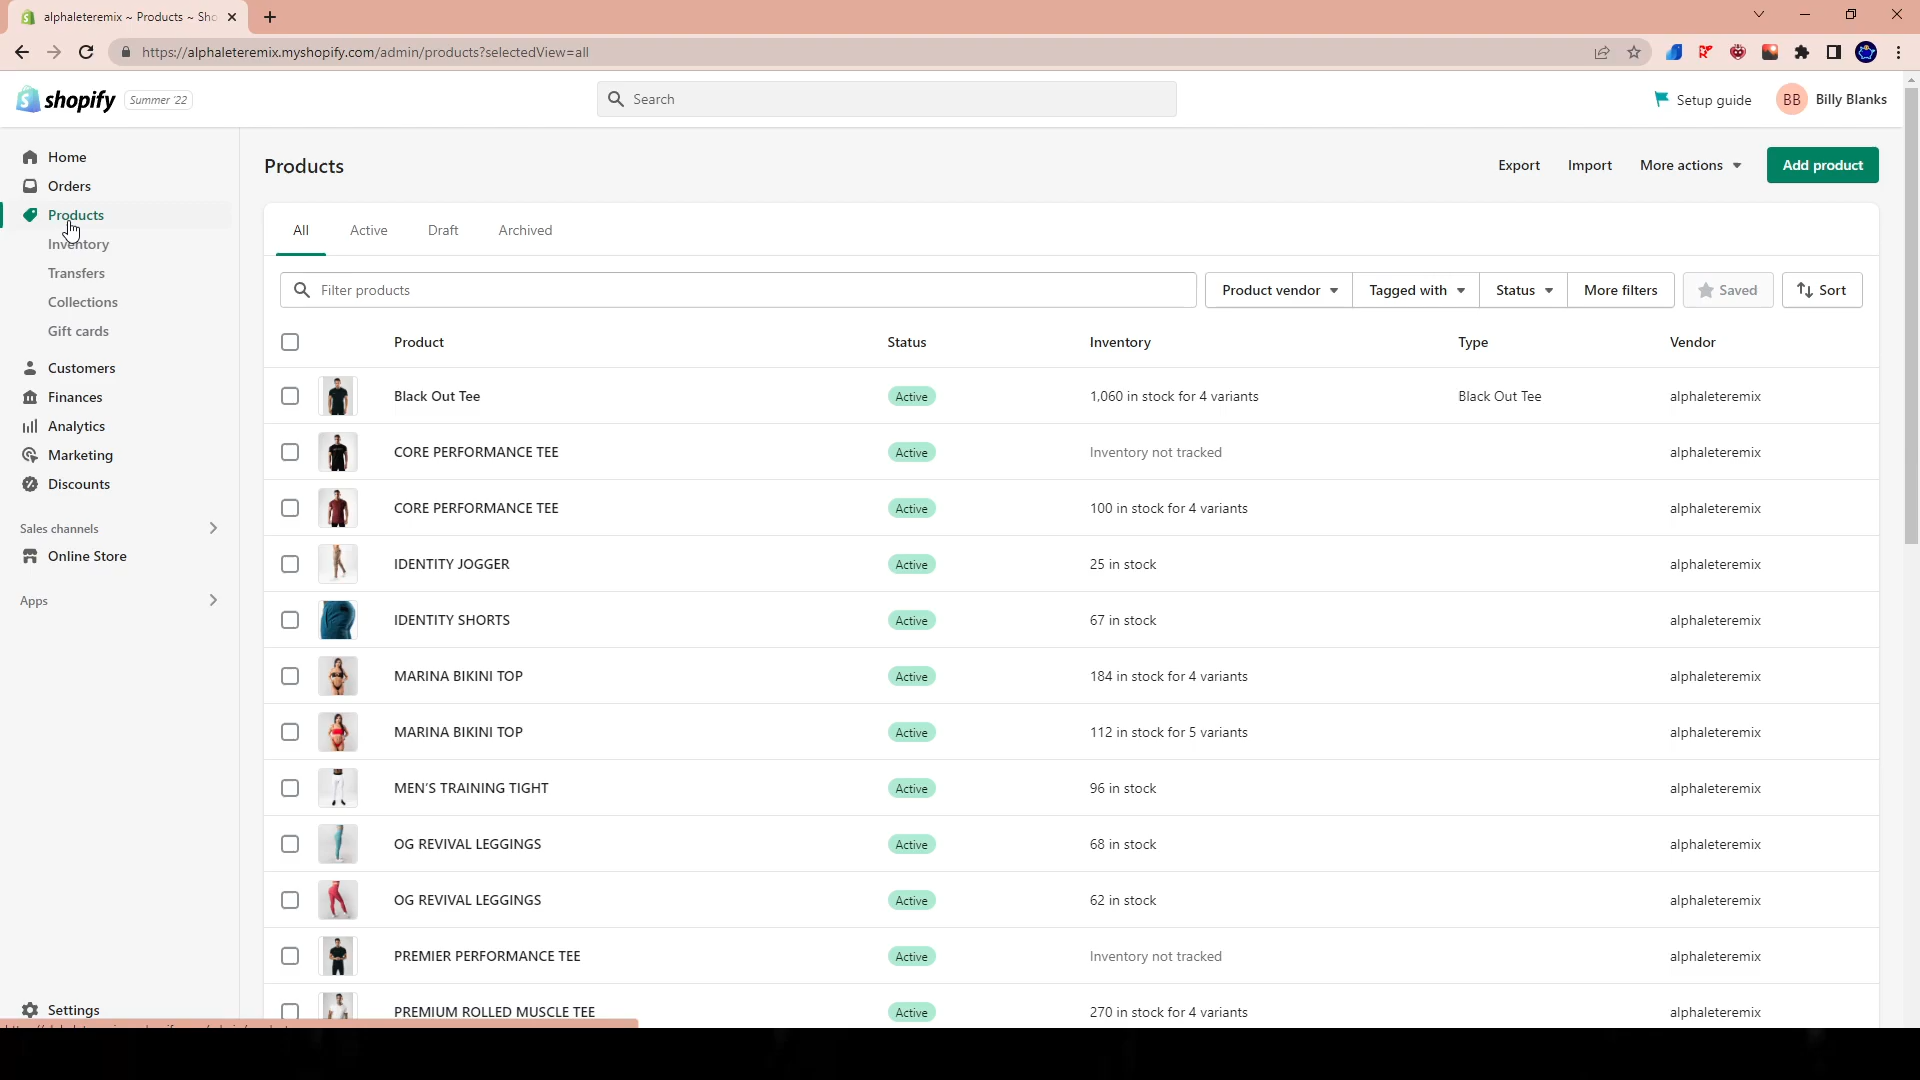 alphaleteremix ~ Products ~ Sho
https://alphaleteremix.myshopify.com/admin/products?selectedView=all
shopify Summer '22
Search
Setup guide
BB Billy Blanks
Home
Orders
Products
Inventory
Transfers
Collections
Gift cards
Customers
Finances
Analytics
Marketing
Discounts
Sales channels
Online Store
Apps
Settings
Products
Export Import More actions Add product
All Active Draft Archived
Filter products Product vendor Tagged with Status More filters Saved Sort
Product Status Inventory Type Vendor
Black Out Tee Active 1,060 in stock for 4 variants Black Out Tee alphaleteremix
CORE PERFORMANCE TEE Active Inventory not tracked alphaleteremix
CORE PERFORMANCE TEE Active 100 in stock for 4 variants alphaleteremix
IDENTITY JOGGER Active 25 in stock alphaleteremix
IDENTITY SHORTS Active 67 in stock alphaleteremix
MARINA BIKINI TOP Active 184 in stock for 4 variants alphaleteremix
MARINA BIKINI TOP Active 112 in stock for 5 variants alphaleteremix
MEN'S TRAINING TIGHT Active 96 in stock alphaleteremix
OG REVIVAL LEGGINGS Active 68 in stock alphaleteremix
OG REVIVAL LEGGINGS Active 62 in stock alphaleteremix
PREMIER PERFORMANCE TEE Active Inventory not tracked alphaleteremix
PREMIUM ROLLED MUSCLE TEE Active 270 in stock for 4 variants alphaleteremix